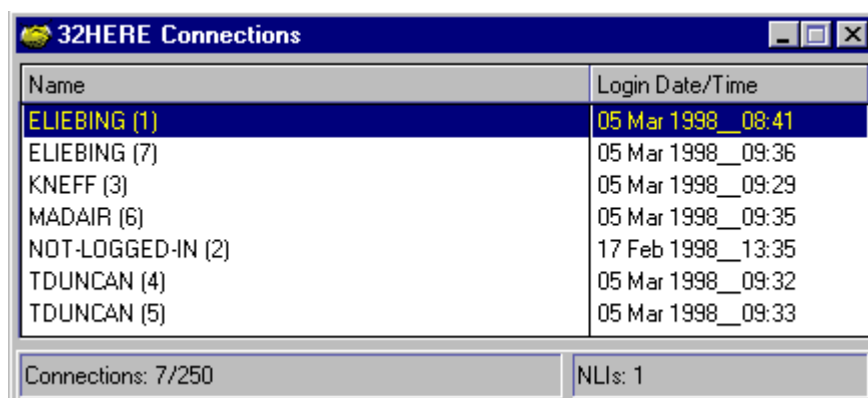 32HERE Connections
Name Login Date/Time
ELIEBING (1) 05 Mar 1998__08:41
ELIEBING (7) 05 Mar 1998__09:36
KNEFF (3) 05 Mar 1998__09:29
MADAIR (6) 05 Mar 1998__09:35
NOT-LOGGED-IN (2) 17 Feb 1998__13:35
TDUNCAN (4) 05 Mar 1998__09:32
TDUNCAN (5) 05 Mar 1998__09:33
Connections: 7/250 NLIs: 1